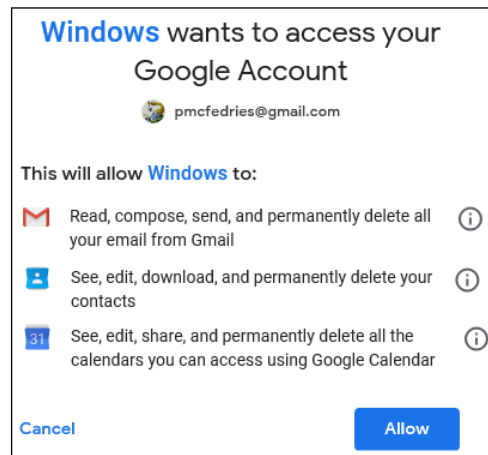 Windows wants to access your
Google Account
pmcfedries@gmail.com
This will allow Windows to:
Read, compose, send, and permanently delete all
your email from Gmail
See, edit, download, and permanently delete your
contacts
31
See, edit, share, and permanently delete all the
calendars you can access using Google Calendar
Cancel
Allow